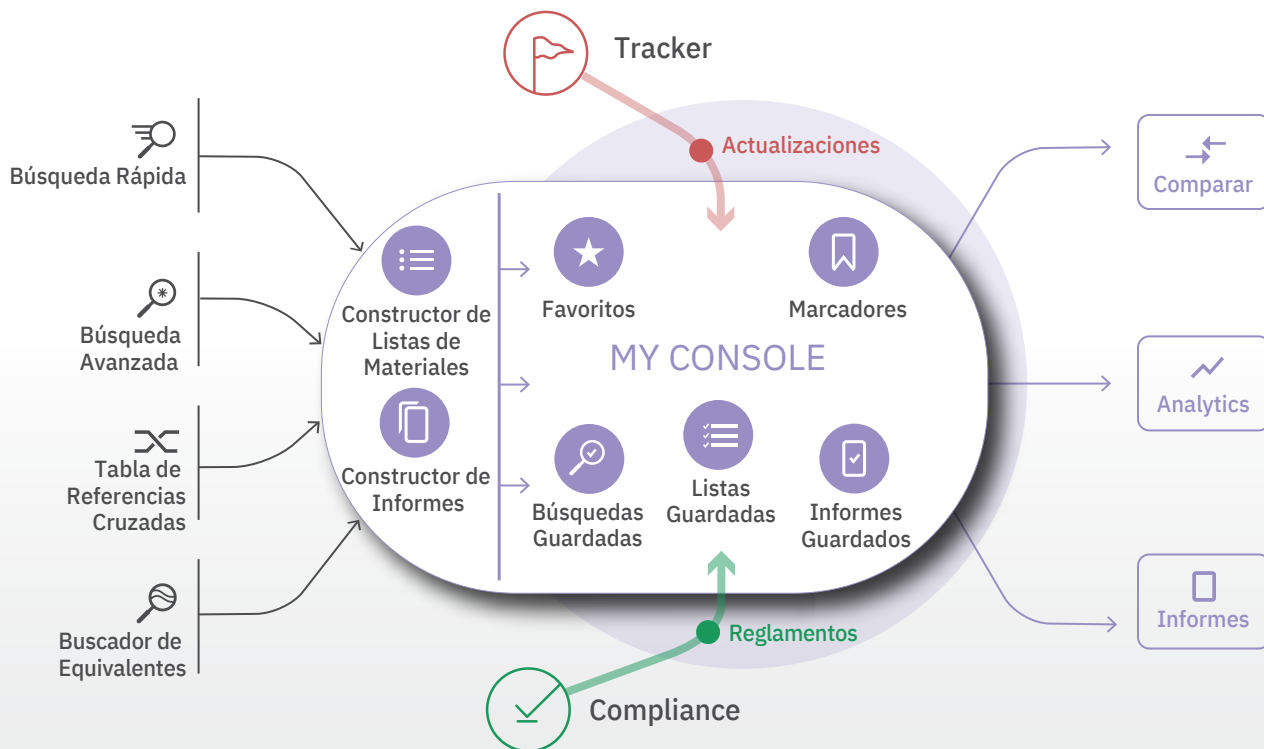 Tracker
Actualizaciones
Búsqueda Rápida
Búsqueda
Avanzada
Tabla de
Referencias
Cruzadas
Buscador de
Equivalentes
Constructor de
Listas de
Materiales
Constructor de
Informes
Favoritos
Marcadores
MY CONSOLE
Búsquedas
Guardadas
Listas
Guardadas
Informes
Guardados
Reglamentos
Compliance
Comparar
Analytics
Informes